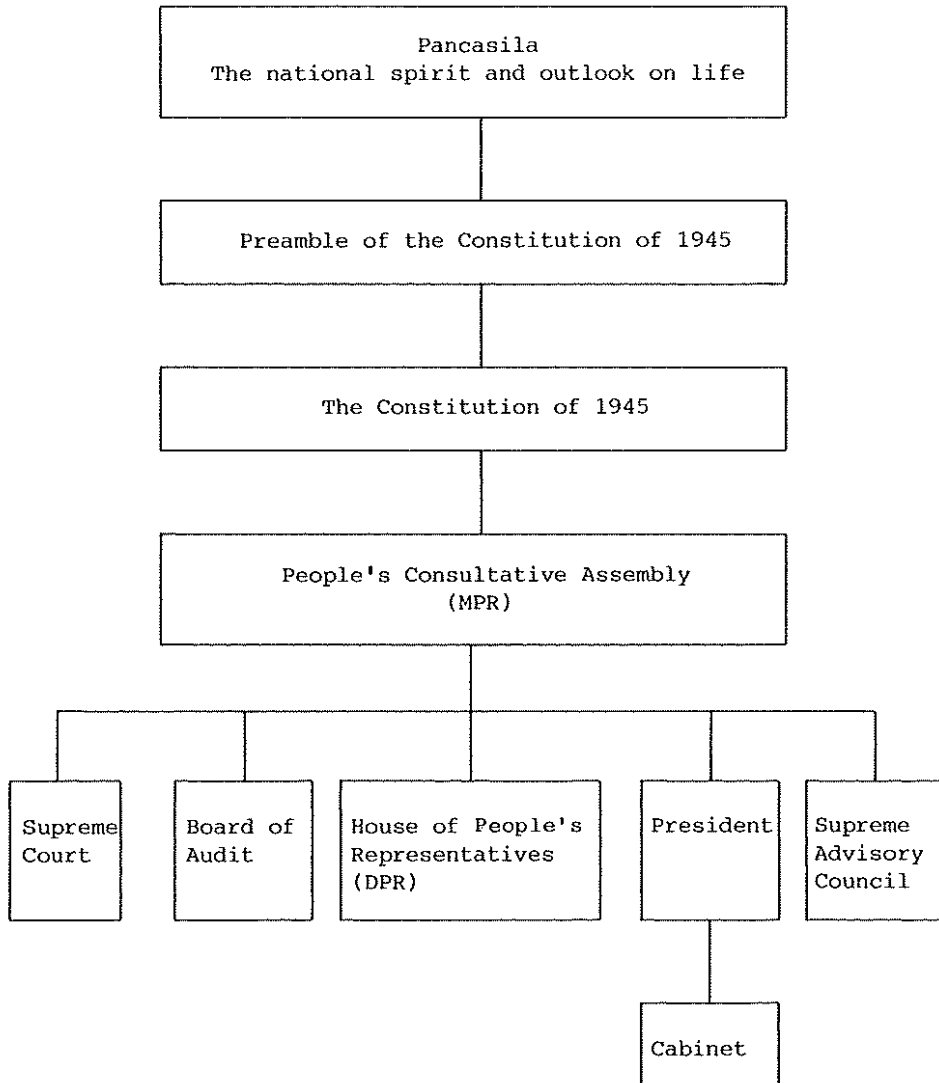 Pancasila
The national spirit and outlook on life
Preamble of the Constitution of 1945
The Constitution of 1945
People's Consultative Assembly
(MPR)
Supreme
Court
Board of
Audit
House of People's
Representatives
(DPR)
President
Supreme
Advisory
Council
Cabinet